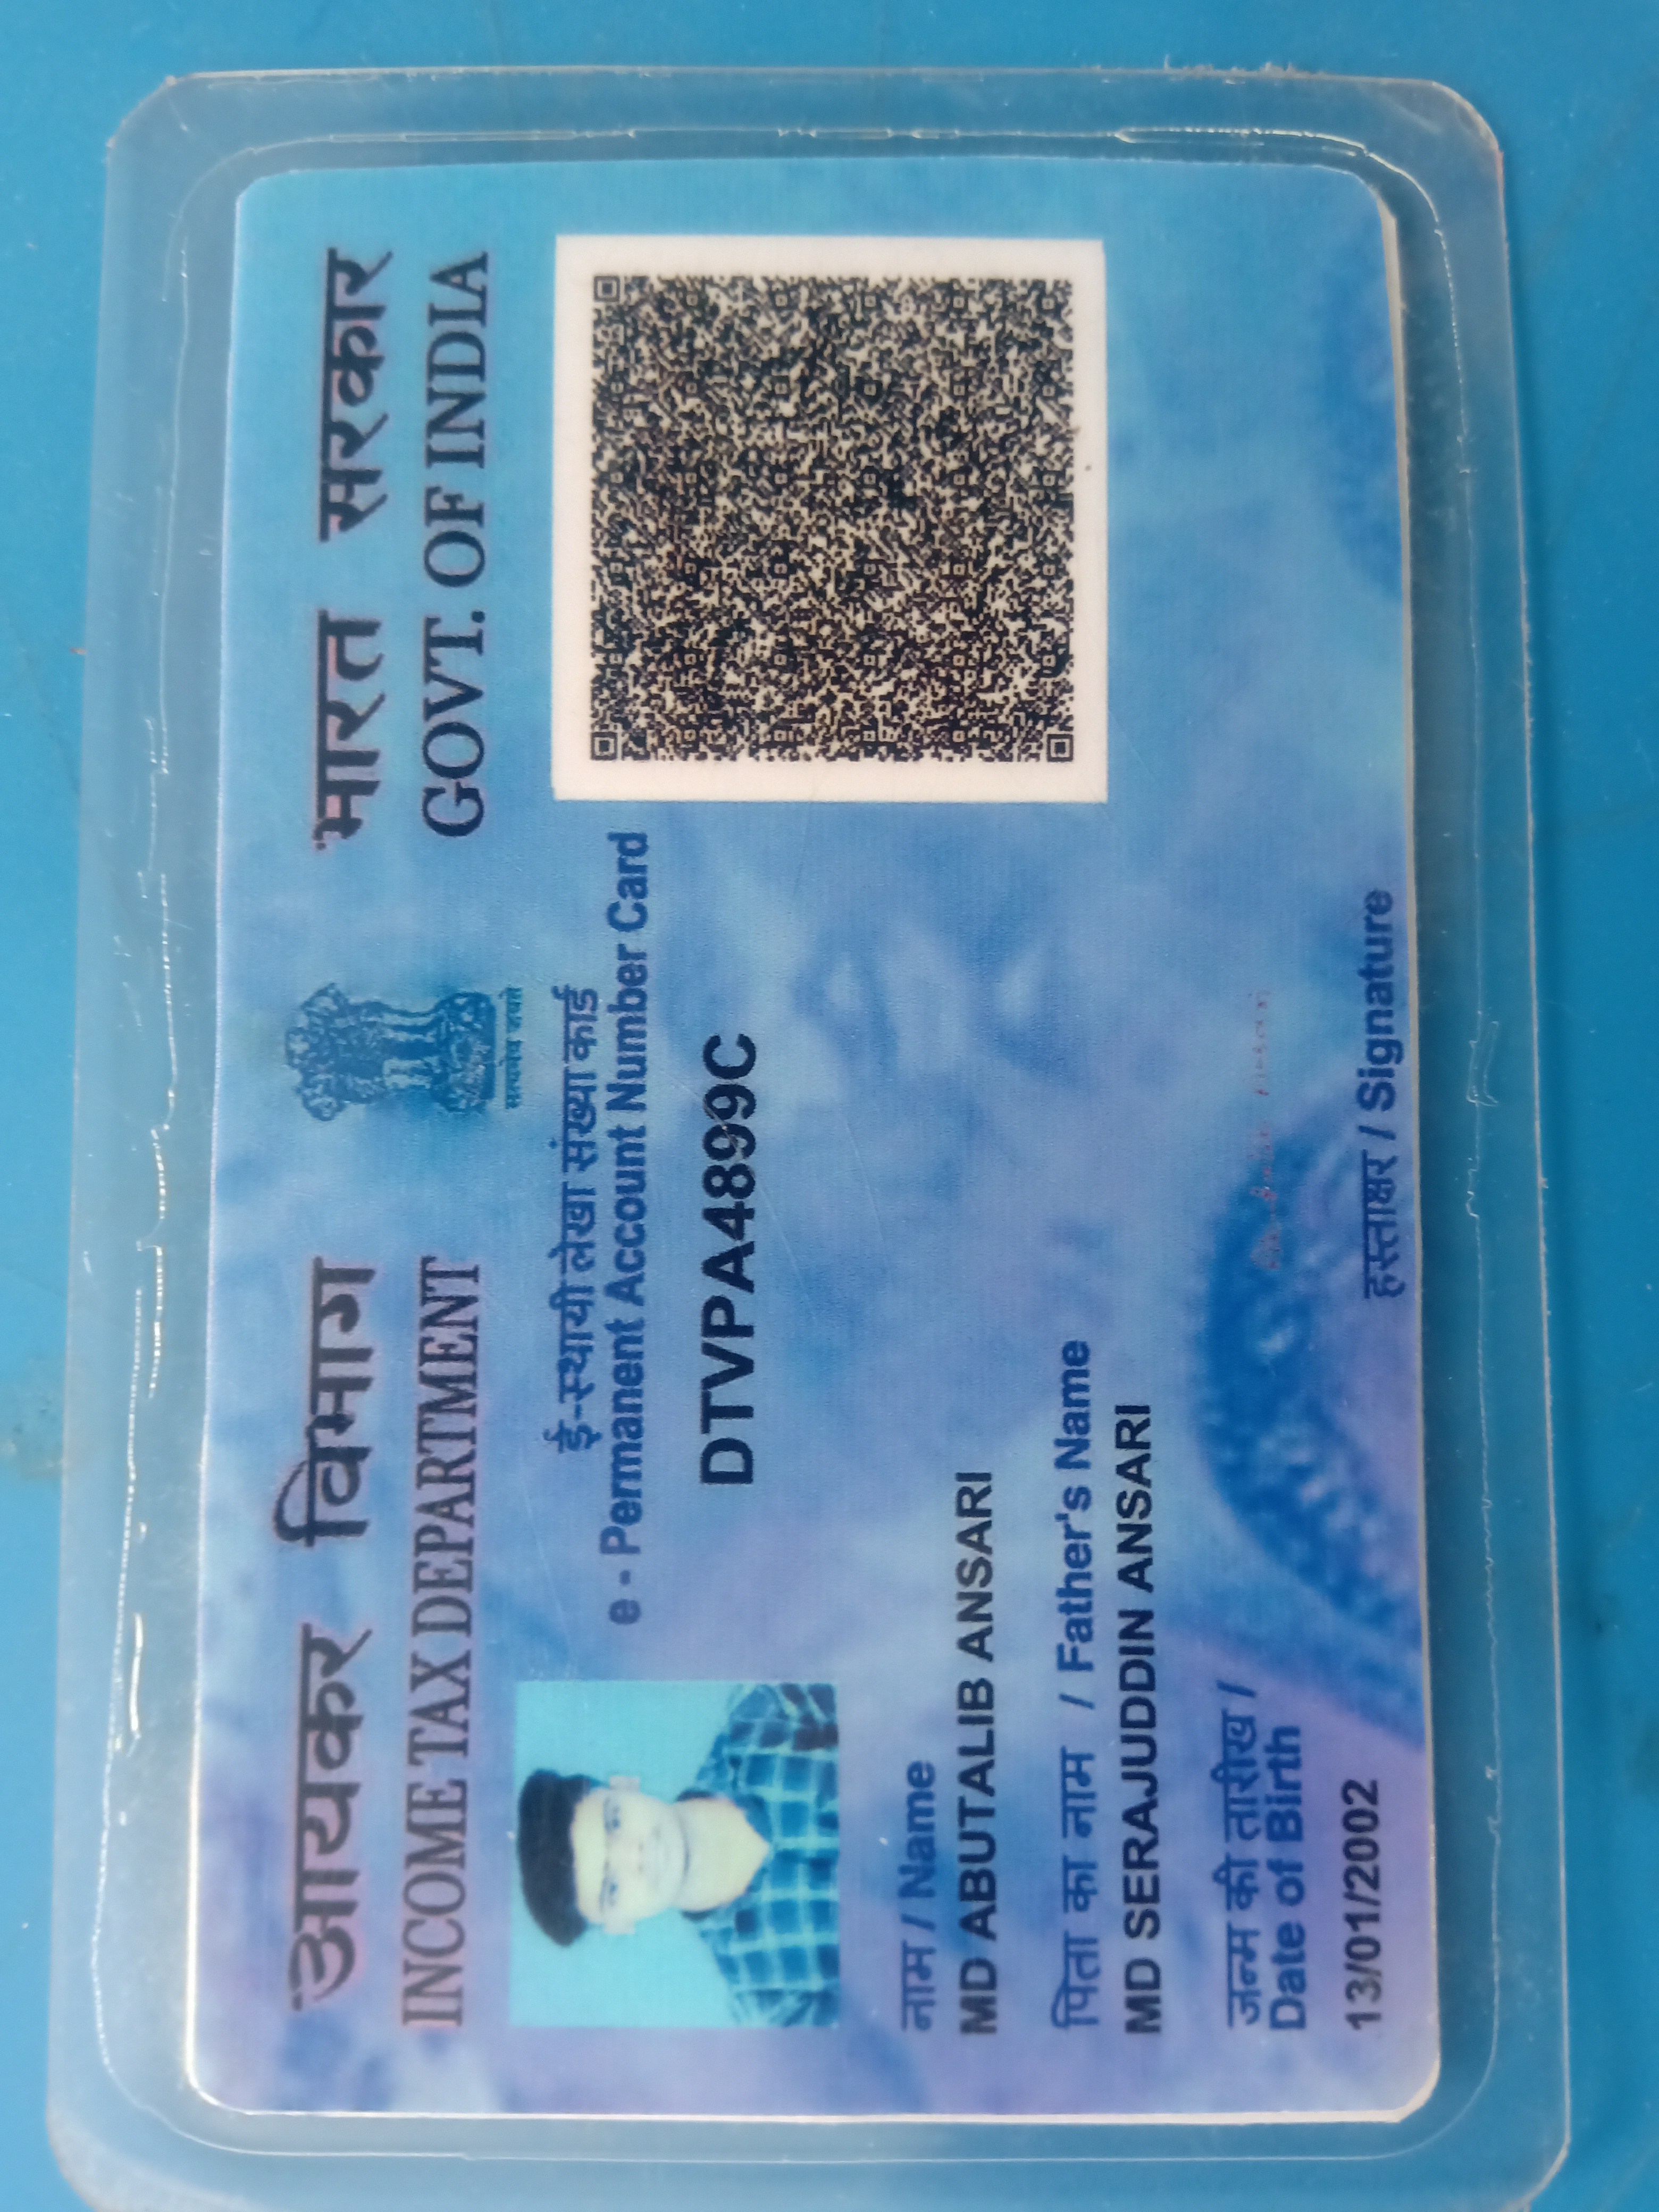 आयकर विभाग
INCOME TAX DEPARTMENT
सत्यमेव जयते
भारत सरकार
GOVT. OF INDIA
ई-स्थायी लेखा संख्या कार्ड
e - Permanent Account Number Card
DTVPA4899C
नाम / Name
MD ABUTALIB ANSARI
पिता का नाम / Father's Name
MD SERAJUDDIN ANSARI
जन्म की तारीख /
Date of Birth
13/01/2002
हस्ताक्षर / Signature